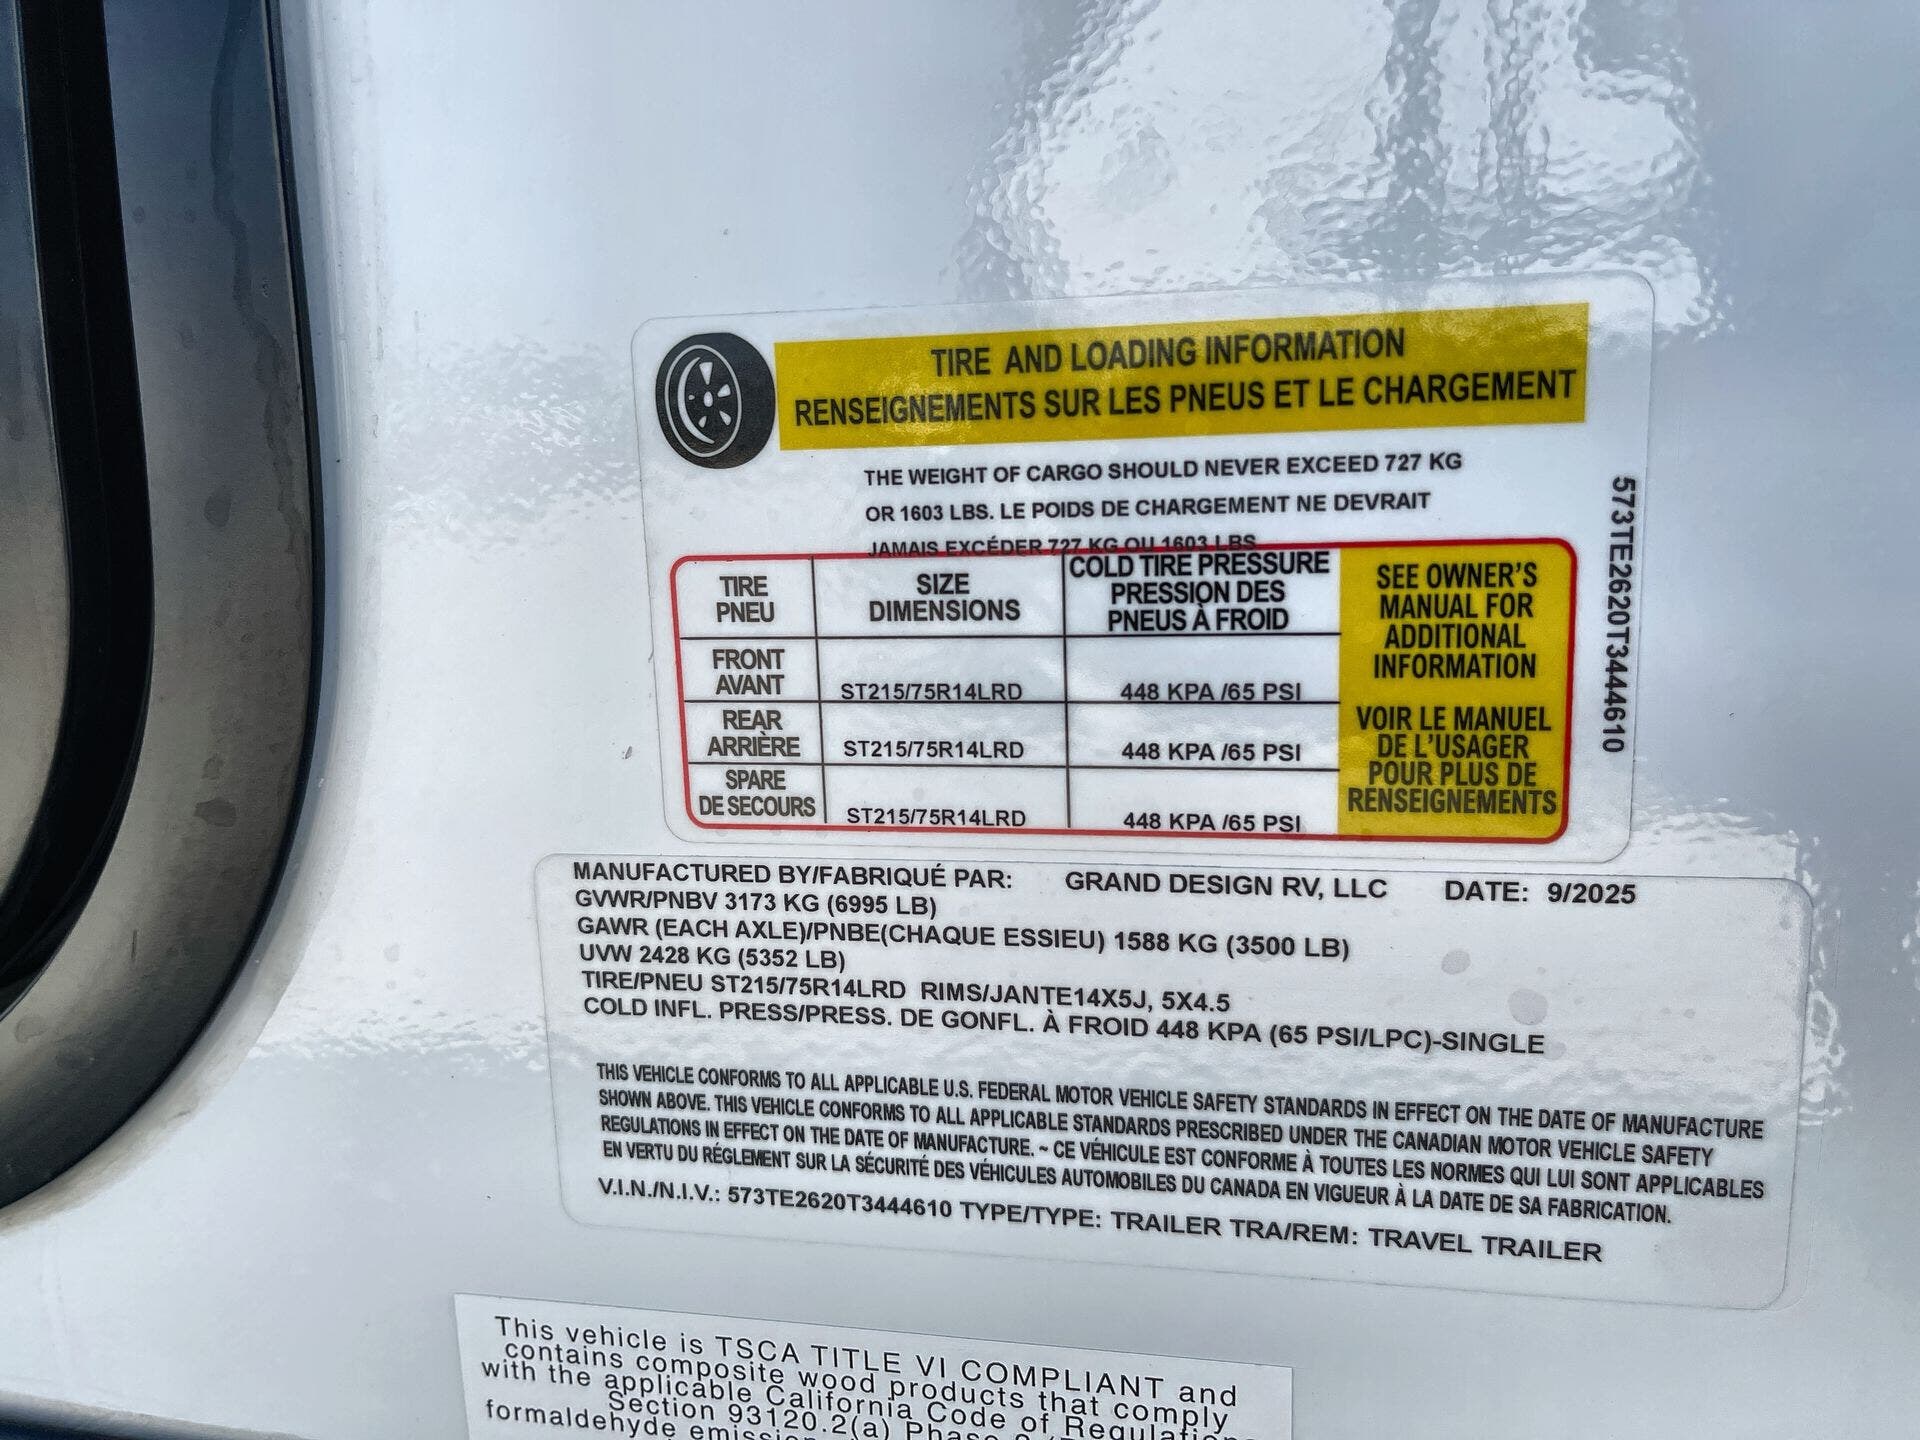 TIRE AND LOADING INFORMATION
RENSEIGNEMENTS SUR LES PNEUS ET LE CHARGEMENT
THE WEIGHT OF CARGO SHOULD NEVER EXCEED 727 KG
OR 1603 LBS. LE POIDS DE CHARGEMENT NE DEVRAIT
JAMAIS EXCÉDER 727 KG OU 1603 LBS
TIRE
PNEU
SIZE
DIMENSIONS
COLD TIRE PRESSURE
PRESSION DES
PNEUS À FROID
FRONT
AVANT
ST215/75R14LRD
448 KPA /65 PSI
REAR
ARRIÈRE
ST215/75R14LRD
448 KPA /65 PSI
SPARE
DE SECOURS
ST215/75R14LRD
448 KPA /65 PSI
SEE OWNER'S
MANUAL FOR
ADDITIONAL
INFORMATION
VOIR LE MANUEL
DE L'USAGER
POUR PLUS DE
RENSEIGNEMENTS
573TE2620T3444610
MANUFACTURED BY/FABRIQUÉ PAR: GRAND DESIGN RV, LLC DATE: 9/2025
GVWR/PNBV 3173 KG (6995 LB)
GAWR (EACH AXLE)/PNBE(CHAQUE ESSIEU) 1588 KG (3500 LB)
UVW 2428 KG (5352 LB)
TIRE/PNEU ST215/75R14LRD RIMS/JANTE14X5J, 5X4.5
COLD INFL. PRESS/PRESS. DE GONFL. À FROID 448 KPA (65 PSI/LPC)-SINGLE
THIS VEHICLE CONFORMS TO ALL APPLICABLE U.S. FEDERAL MOTOR VEHICLE SAFETY STANDARDS IN EFFECT ON THE DATE OF MANUFACTURE
SHOWN ABOVE. THIS VEHICLE CONFORMS TO ALL APPLICABLE STANDARDS PRESCRIBED UNDER THE CANADIAN MOTOR VEHICLE SAFETY
REGULATIONS IN EFFECT ON THE DATE OF MANUFACTURE. ~ CE VÉHICULE EST CONFORME À TOUTES LES NORMES QUI LUI SONT APPLICABLES
EN VERTU DU RÉGLEMENT SUR LA SÉCURITÉ DES VÉHICULES AUTOMOBILES DU CANADA EN VIGUEUR À LA DATE DE SA FABRICATION.
V.I.N./N.I.V.: 573TE2620T3444610 TYPE/TYPE: TRAILER TRA/REM: TRAVEL TRAILER
This vehicle is TSCA TITLE VI COMPLIANT and
contains composite wood products that comply
with the applicable California Code of Regulations
Section 93120.2(a) Phase
formaldehyde